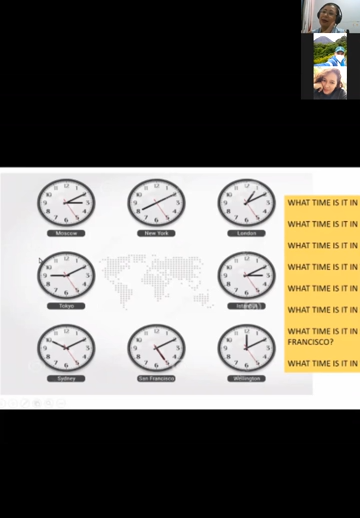 Moscow
New York
London
Tokyo
Sydney
San Francisco
Wellington
WHAT TIME IS IT IN
WHAT TIME IS IT IN
WHAT TIME IS IT IN
WHAT TIME IS IT IN
WHAT TIME IS IT IN
WHAT TIME IS IT IN
WHAT TIME IS IT IN
FRANCISCO?
WHAT TIME IS IT IN